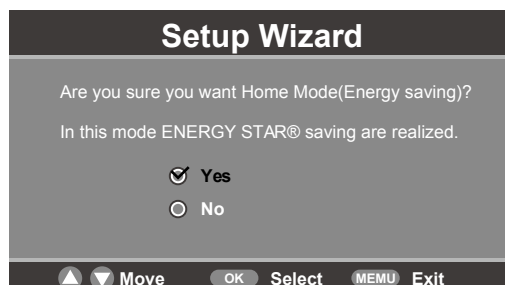 Setup Wizard
Are you sure you want Home Mode(Energy saving)?
In this mode ENERGY STAR® saving are realized.
Yes
No
Move OK Select MEMU Exit